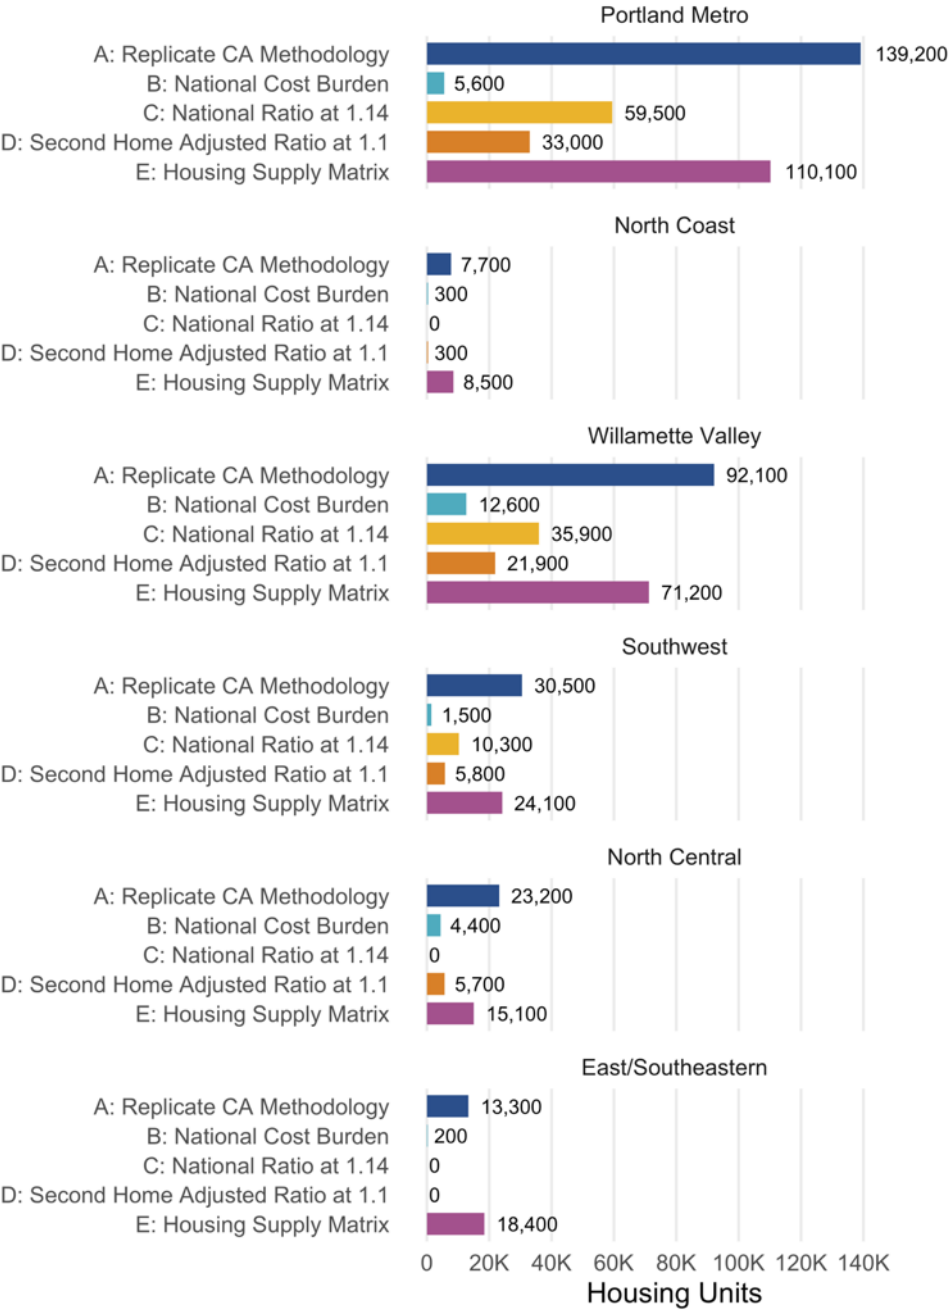 Portland Metro
A: Replicate CA Methodology 139,200
B: National Cost Burden 5,600
C: National Ratio at 1.14 59,500
D: Second Home Adjusted Ratio at 1.1 33,000
E: Housing Supply Matrix 110,100
North Coast
A: Replicate CA Methodology 7,700
B: National Cost Burden 300
C: National Ratio at 1.14 0
D: Second Home Adjusted Ratio at 1.1 300
E: Housing Supply Matrix 8,500
Willamette Valley
A: Replicate CA Methodology 92,100
B: National Cost Burden 12,600
C: National Ratio at 1.14 35,900
D: Second Home Adjusted Ratio at 1.1 21,900
E: Housing Supply Matrix 71,200
Southwest
A: Replicate CA Methodology 30,500
B: National Cost Burden 1,500
C: National Ratio at 1.14 10,300
D: Second Home Adjusted Ratio at 1.1 5,800
E: Housing Supply Matrix 24,100
North Central
A: Replicate CA Methodology 23,200
B: National Cost Burden 4,400
C: National Ratio at 1.14 0
D: Second Home Adjusted Ratio at 1.1 5,700
E: Housing Supply Matrix 15,100
East/Southeastern
A: Replicate CA Methodology 13,300
B: National Cost Burden 200
C: National Ratio at 1.14 0
D: Second Home Adjusted Ratio at 1.1 0
E: Housing Supply Matrix 18,400
0 20K 40K 60K 80K 100K 120K 140K
Housing Units